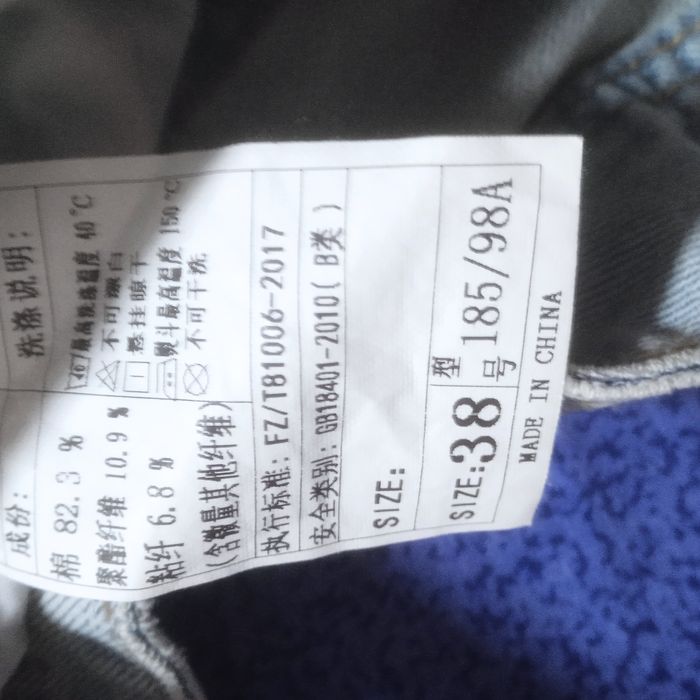 成份：
棉 82.3 %
聚酯纤维 10.9 %
粘纤 6.8 %
(含微量其他纤维)
洗涤说明：
40 最高洗涤温度 40℃
不可漂白
悬挂晾干
熨斗最高温度 150℃
不可干洗
执行标准：FZ/T81006-2017
安全类别：GB18401-2010( B类 )
SIZE:
SIZE:38
型号 185/98A
MADE IN CHINA